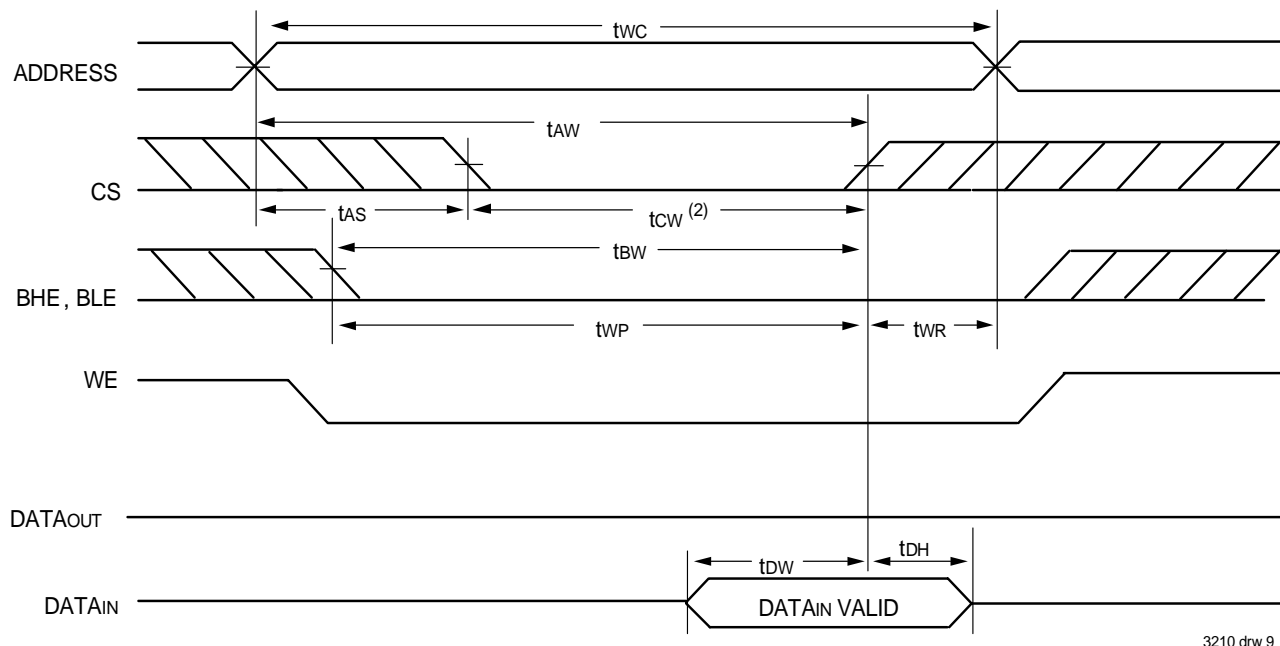 tWC
ADDRESS
tAW
CS
tAS
tCW (2)
tBW
BHE, BLE
tWP
tWR
WE
DATAOUT
tDW
tDH
DATAIN
DATAIN VALID
3210 drw 9